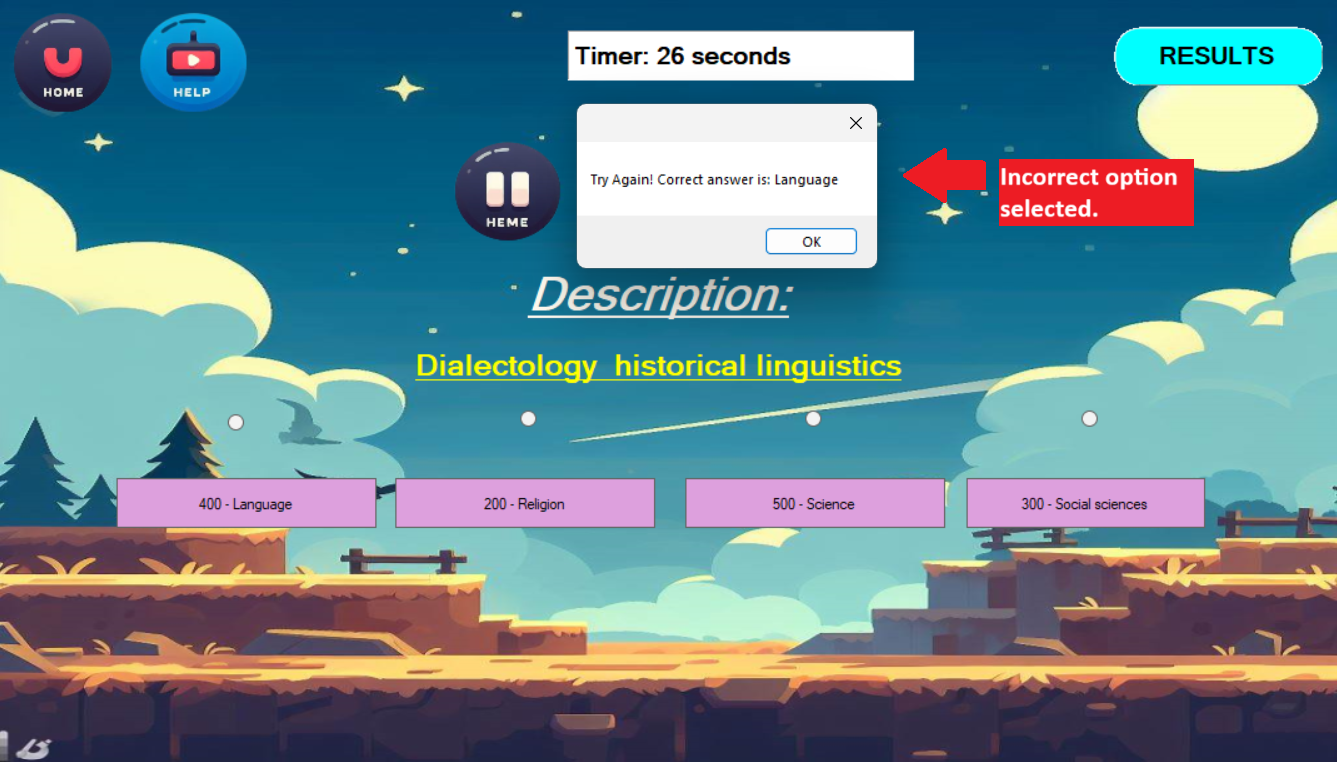 HOME
HELP
Timer: 26 seconds
RESULTS
Try Again! Correct answer is: Language
OK
Incorrect option
selected.
HEME
Description:
Dialectology  historical linguistics
400 - Language
200 - Religion
500 - Science
300 - Social sciences